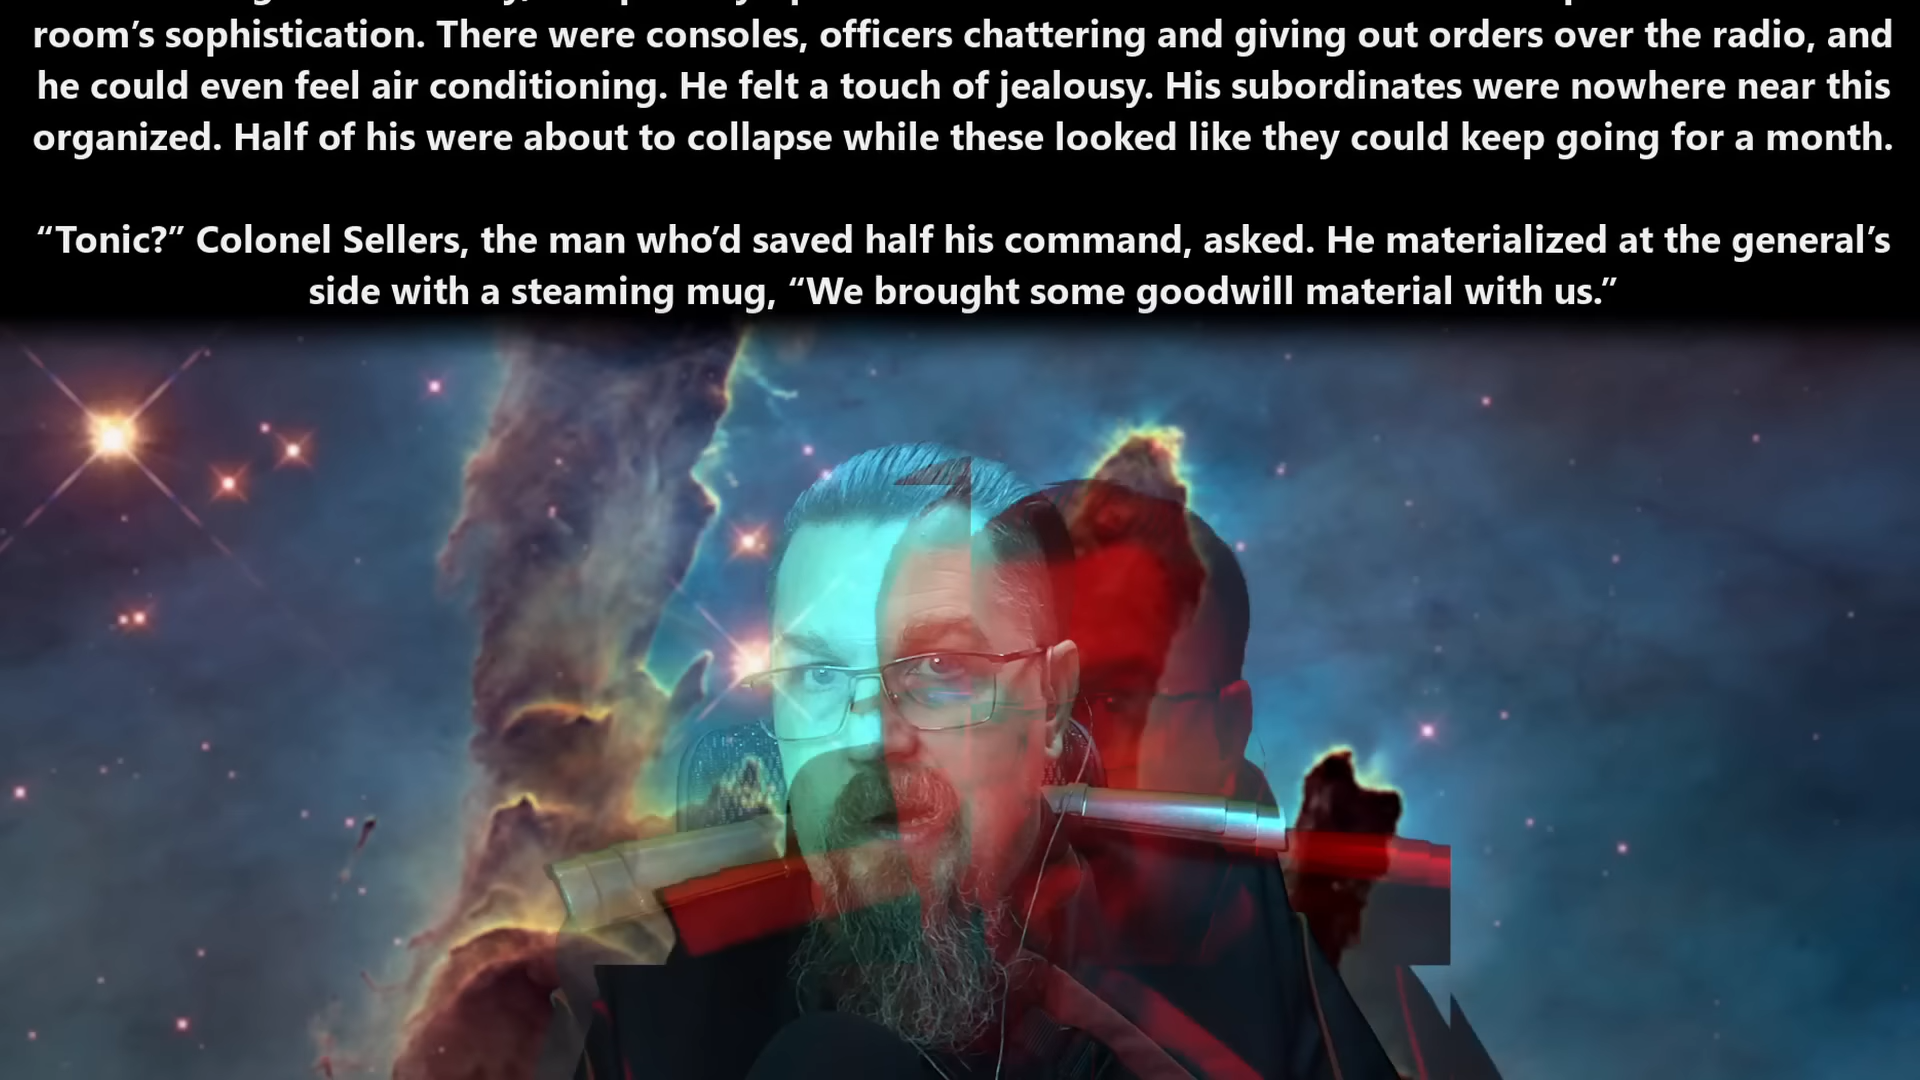 room’s sophistication. There were consoles, officers chattering and giving out orders over the radio, and
he could even feel air conditioning. He felt a touch of jealousy. His subordinates were nowhere near this
organized. Half of his were about to collapse while these looked like they could keep going for a month.
“Tonic?” Colonel Sellers, the man who’d saved half his command, asked. He materialized at the general’s
side with a steaming mug, “We brought some goodwill material with us.”